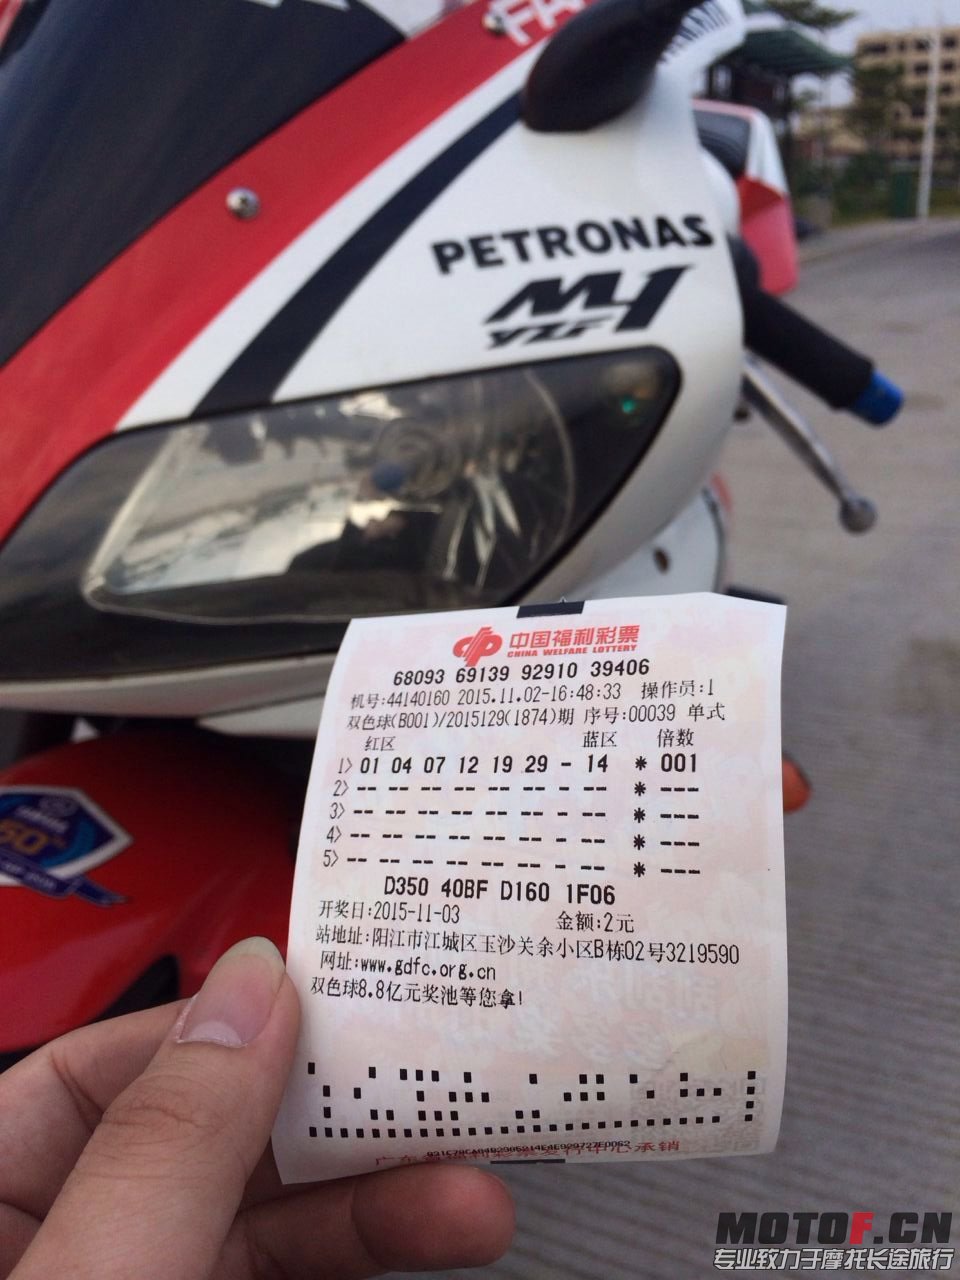 FA
PETRONAS
M1
YZF
中国福利彩票
CHINA WELFARE LOTTERY
68093 69139 92910 39406
机号:44140160 2015.11.02-16:48:33 操作员:1
双色球(B001)/2015129(1874)期 序号:00039 单式
红区 蓝区 倍数
1> 01 04 07 12 19 29 - 14 * 001
2> -- -- -- -- -- -- - -- * ---
3> -- -- -- -- -- -- - -- * ---
4> -- -- -- -- -- -- - -- * ---
5> -- -- -- -- -- -- - -- * ---
D350 40BF D160 1F06
开奖日:2015-11-03 金额:2元
站地址:阳江市江城区玉沙关余小区B栋02号3219590
网址:www.gdfc.org.cn
双色球8.8亿元奖池等您拿!
MOTOF.CN
专业致力于摩托长途旅行